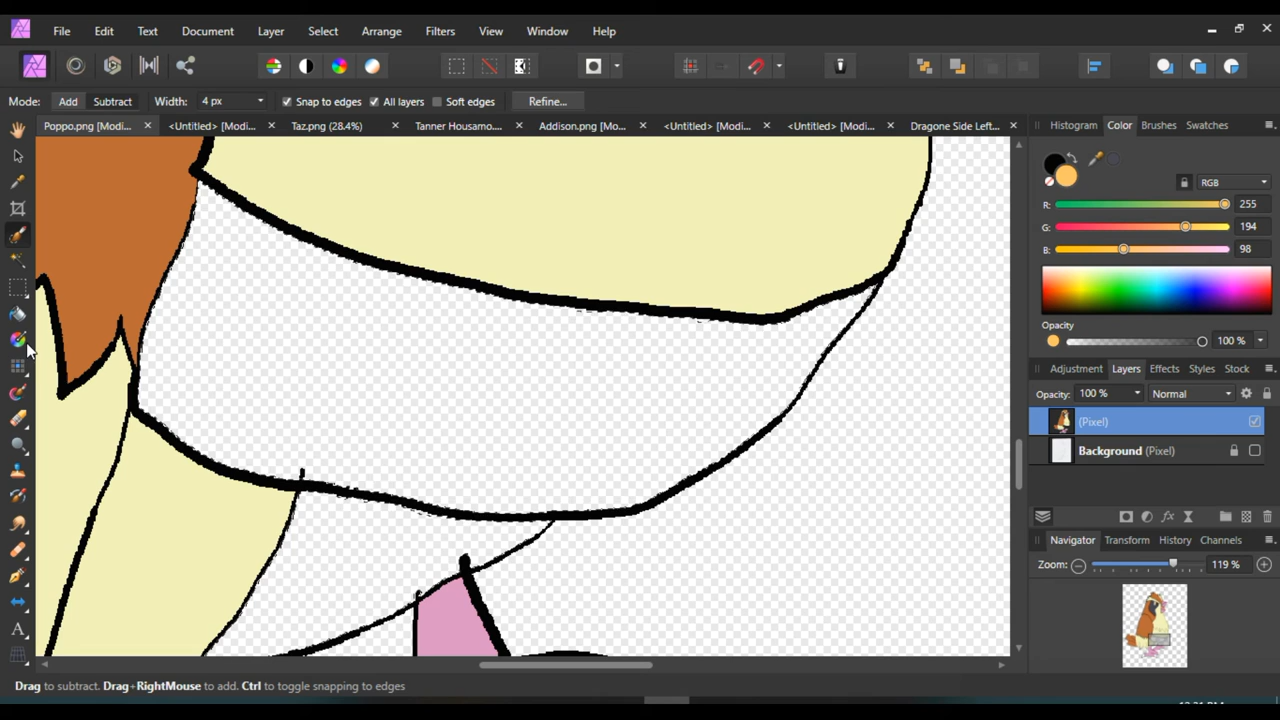 File Edit Text Document Layer Select Arrange Filters View Window Help
Mode: Add Subtract Width: 4 px Snap to edges All layers Soft edges Refine...
Poppo.png [Modi... <Untitled> [Modi... Taz.png (28.4%) Tanner Housamo... Addison.png [Mo... <Untitled> [Modi... <Untitled> [Modi... Dragone Side Left...
Histogram Color Brushes Swatches
RGB
R: 255
G: 194
B: 98
Opacity
100 %
Adjustment Layers Effects Styles Stock
Opacity: 100 % Normal
(Pixel)
Background (Pixel)
Navigator Transform History Channels
Zoom: 119 %
A
Drag to subtract. Drag+RightMouse to add. Ctrl to toggle snapping to edges